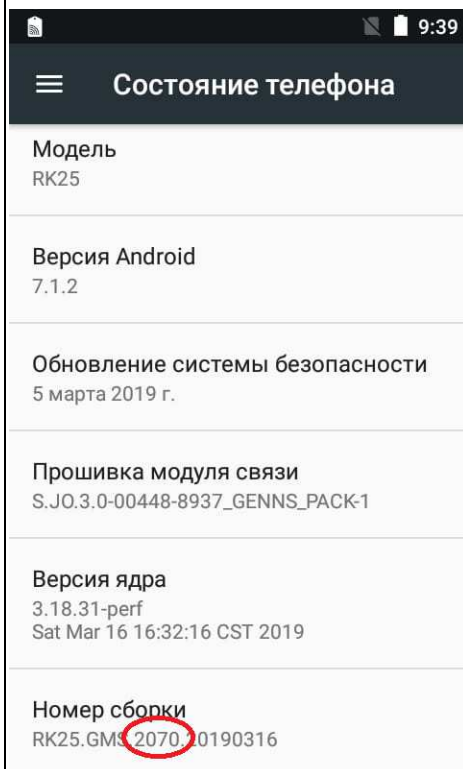 9:39
Состояние телефона
Модель
RK25
Версия Android
7.1.2
Обновление системы безопасности
5 марта 2019 г.
Прошивка модуля связи
S.JO.3.0-00448-8937_GENNS_PACK-1
Версия ядра
3.18.31-perf
Sat Mar 16 16:32:16 CST 2019
Номер сборки
RK25.GMS.2070.20190316